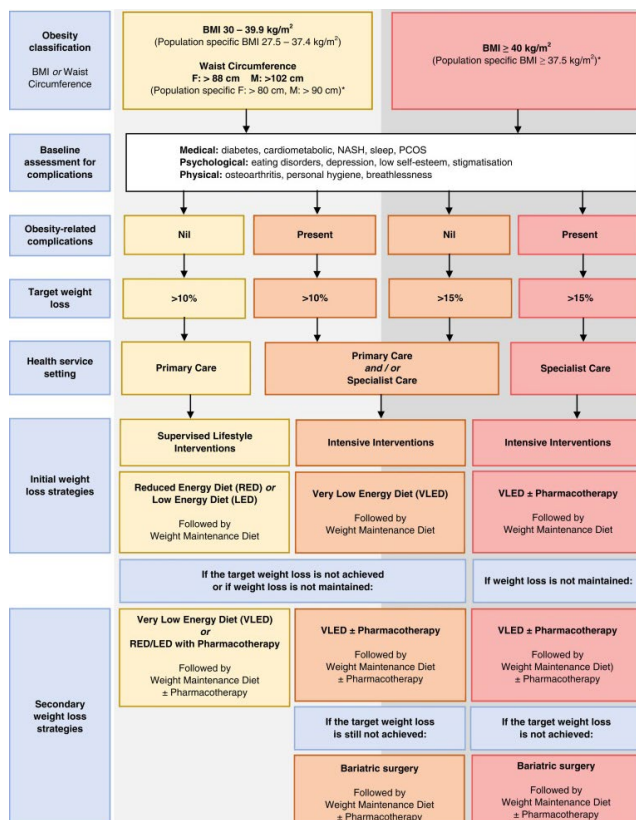 Obesity
classification
BMI or Waist
Circumference
BMI 30 – 39.9 kg/m²
(Population specific BMI 27.5 – 37.4 kg/m²)
Waist Circumference
F: > 88 cm M: >102 cm
(Population specific F: > 80 cm, M: > 90 cm)*
BMI ≥ 40 kg/m²
(Population specific BMI ≥ 37.5 kg/m²)*
Baseline
assessment for
complications
Medical: diabetes, cardiometabolic, NASH, sleep, PCOS
Psychological: eating disorders, depression, low self-esteem, stigmatisation
Physical: osteoarthritis, personal hygiene, breathlessness
Obesity-related
complications
Nil
Present
Nil
Present
Target weight
loss
>10%
>10%
>15%
>15%
Health service
setting
Primary Care
Primary Care
and / or
Specialist Care
Specialist Care
Initial weight
loss strategies
Supervised Lifestyle
Interventions
Intensive Interventions
Intensive Interventions
Reduced Energy Diet (RED) or
Low Energy Diet (LED)
Followed by
Weight Maintenance Diet
Very Low Energy Diet (VLED)
Followed by
Weight Maintenance Diet
VLED ± Pharmacotherapy
Followed by
Weight Maintenance Diet
If the target weight loss is not achieved
or if weight loss is not maintained:
If weight loss is not maintained:
Secondary
weight loss
strategies
Very Low Energy Diet (VLED)
or
RED/LED with Pharmacotherapy
Followed by
Weight Maintenance Diet
± Pharmacotherapy
VLED ± Pharmacotherapy
Followed by
Weight Maintenance Diet
± Pharmacotherapy
VLED ± Pharmacotherapy
Followed by
Weight Maintenance Diet)
± Pharmacotherapy
If the target weight loss
is still not achieved:
If the target weight loss
is not achieved:
Bariatric surgery
Followed by
Weight Maintenance Diet
± Pharmacotherapy
Bariatric surgery
Followed by
Weight Maintenance Diet
± Pharmacotherapy